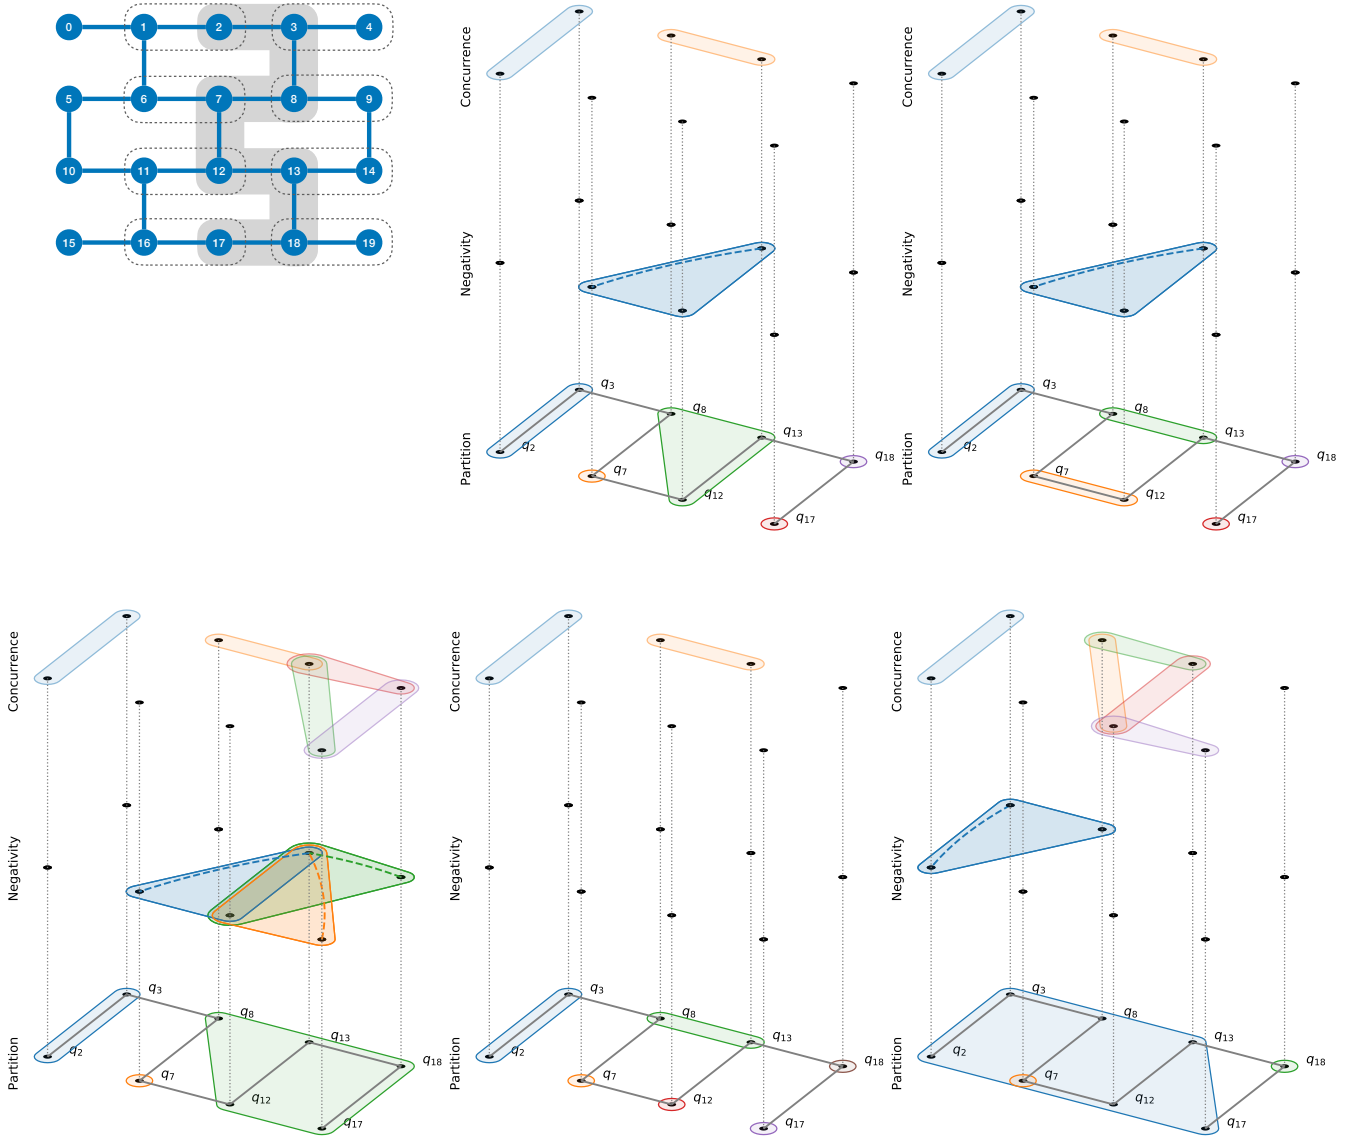 0 1 2 3 4
5 6 7 8 9
10 11 12 13 14
15 16 17 18 19
Concurrence
Negativity
Partition
q3
q2
q8
q7
q13
q12
q18
q17
Concurrence
Negativity
Partition
q3
q2
q8
q7
q13
q12
q18
q17
Concurrence
Negativity
Partition
q3
q2
q8
q7
q13
q12
q18
q17
Concurrence
Negativity
Partition
q3
q2
q8
q7
q13
q12
q18
q17
Concurrence
Negativity
Partition
q3
q2
q8
q7
q13
q12
q18
q17